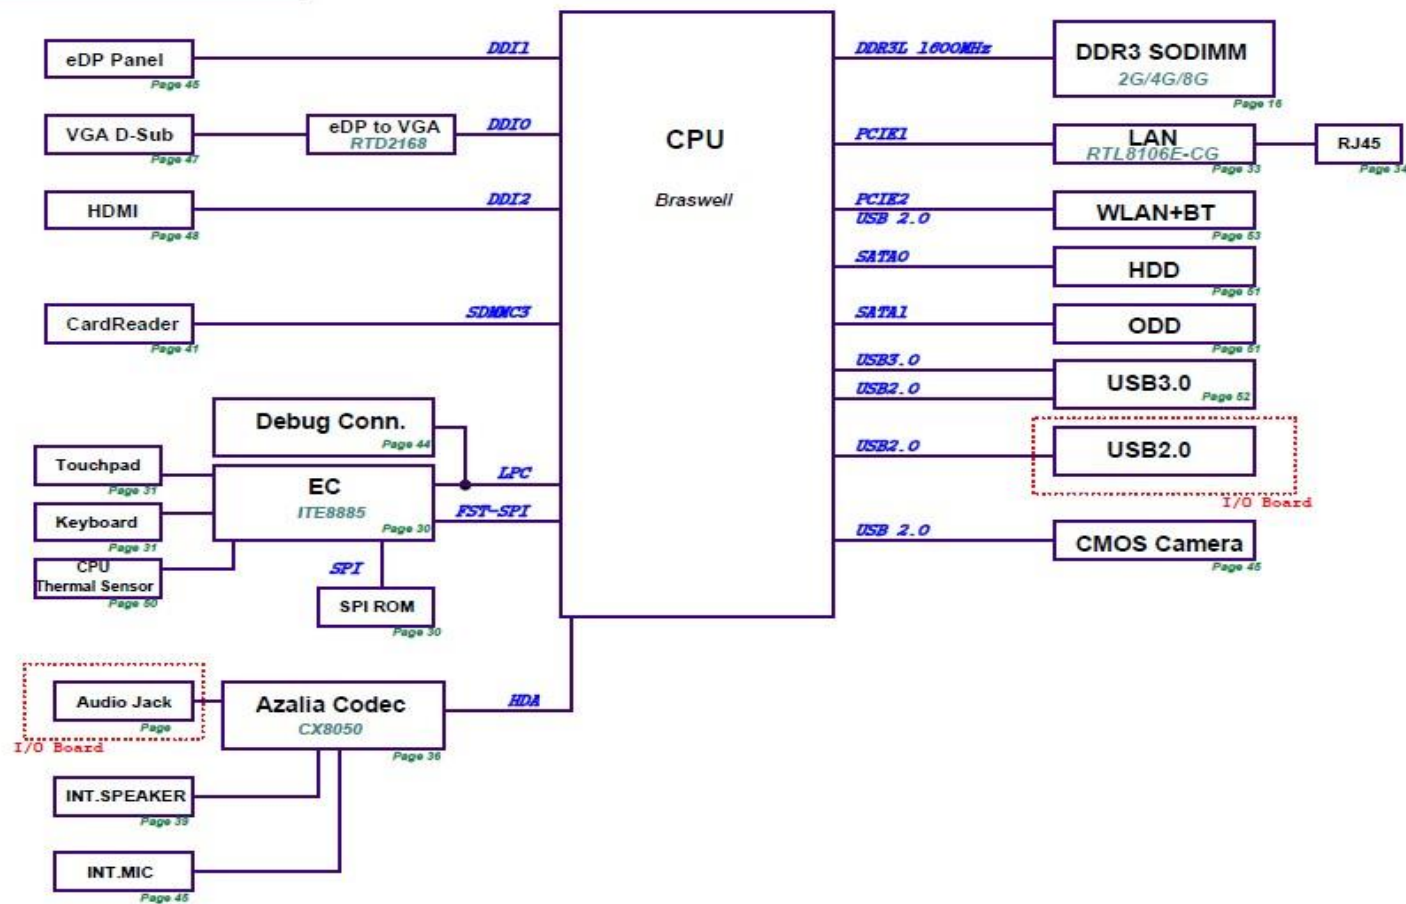 eDP Panel
Page 45
DDI1
VGA D-Sub
Page 47
eDP to VGA
RTD2168
DDI0
HDMI
Page 48
DDI2
CardReader
Page 41
SDMMC3
Debug Conn.
Page 44
Touchpad
Page 31
EC
ITE8885
Page 30
LPC
FST-SPI
Keyboard
Page 31
CPU
Thermal Sensor
Page 50
SPI
SPI ROM
Page 30
Audio Jack
Page
I/O Board
Azalia Codec
CX8050
Page 36
HDA
INT.SPEAKER
Page 39
INT.MIC
Page 45
CPU
Braswell
DDR3L 1600MHz
DDR3 SODIMM
2G/4G/8G
Page 16
PCIE1
LAN
RTL8106E-CG
Page 33
RJ45
Page 34
PCIE2
USB 2.0
WLAN+BT
Page 53
SATA0
HDD
Page 51
SATA1
ODD
Page 51
USB3.0
USB2.0
USB3.0
Page 52
USB2.0
USB2.0
I/O Board
USB 2.0
CMOS Camera
Page 45